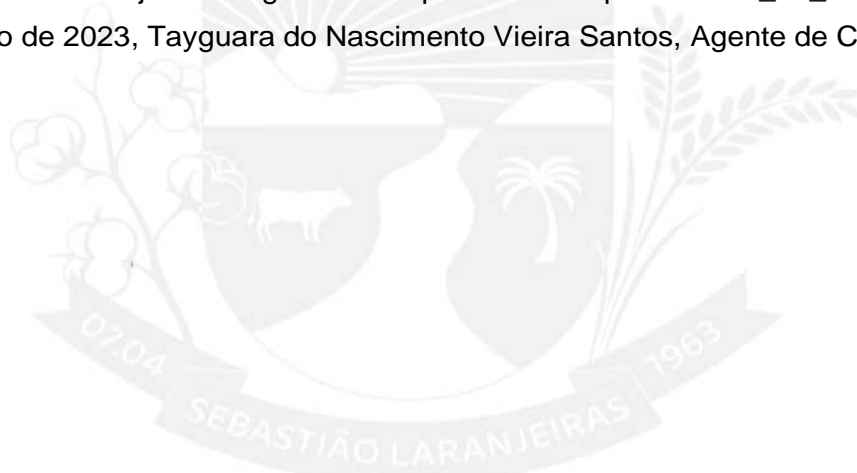 o de 2023, Tayguara do Nascimento Vieira Santos, Agente de C
07.04
1963
SEBASTIÃO LARANJEIRAS